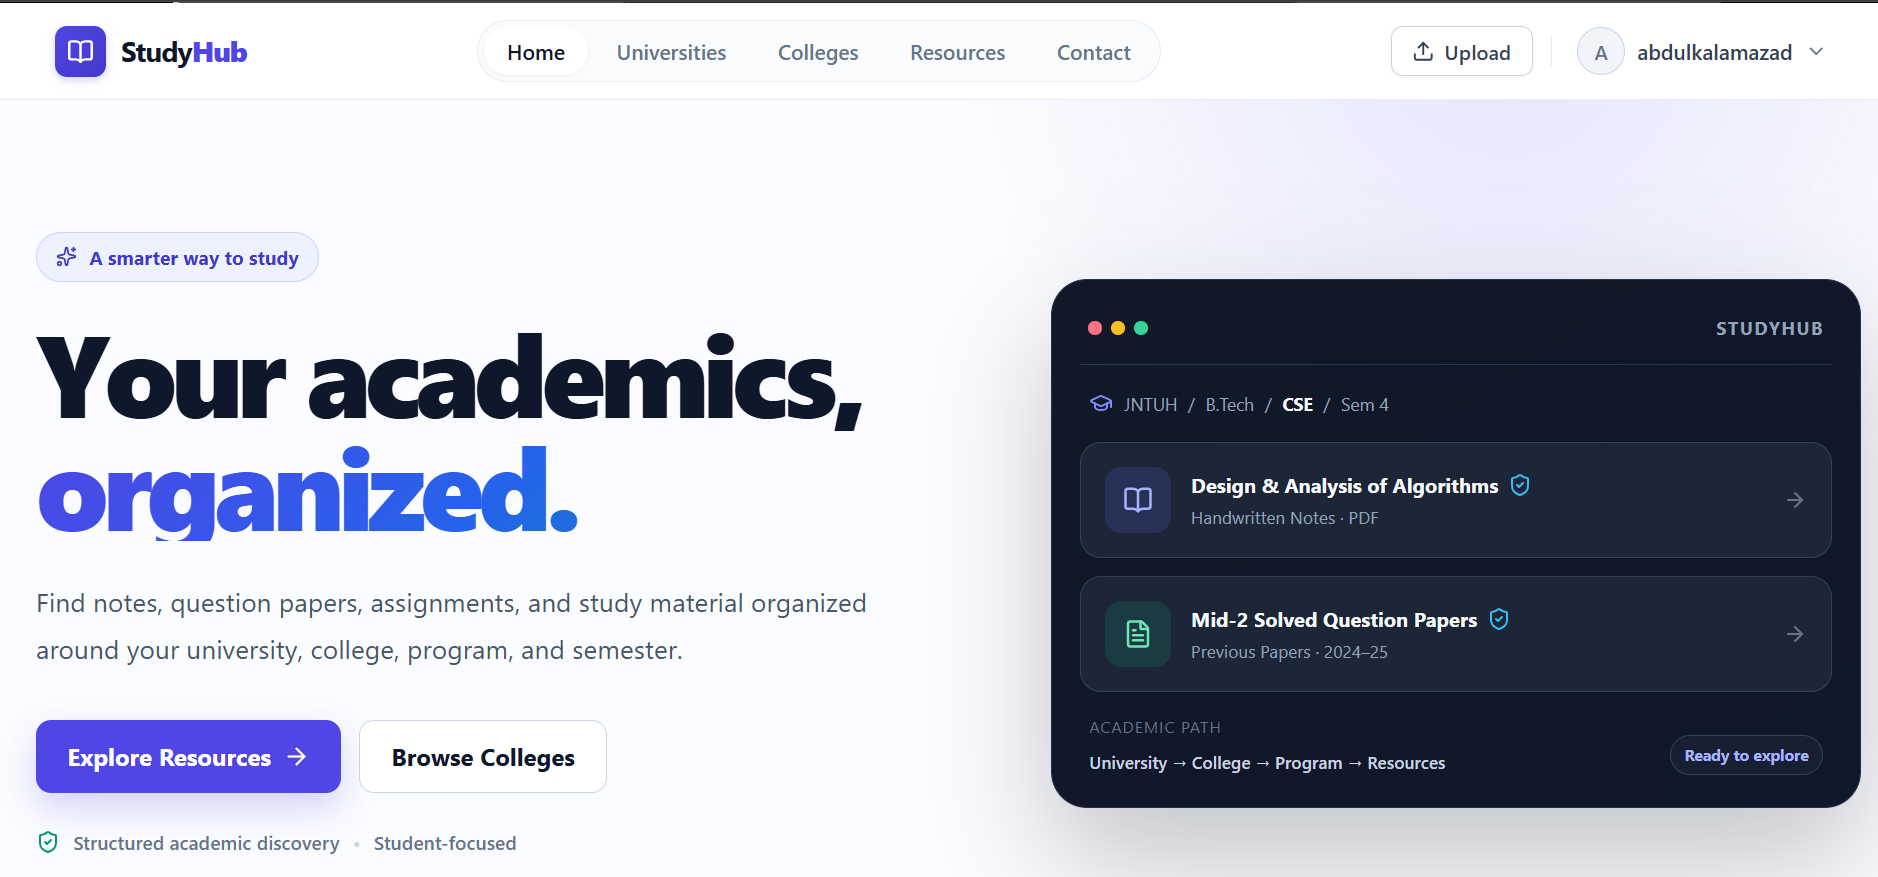 StudyHub
Home
Universities
Colleges
Resources
Contact
Upload
A
abdulkalamazad
A smarter way to study
Your academics,
organized.
Find notes, question papers, assignments, and study material organized
around your university, college, program, and semester.
Explore Resources →
Browse Colleges
Structured academic discovery • Student-focused
STUDYHUB
JNTUH / B.Tech / CSE / Sem 4
Design & Analysis of Algorithms
Handwritten Notes · PDF
Mid-2 Solved Question Papers
Previous Papers · 2024–25
ACADEMIC PATH
University → College → Program → Resources
Ready to explore